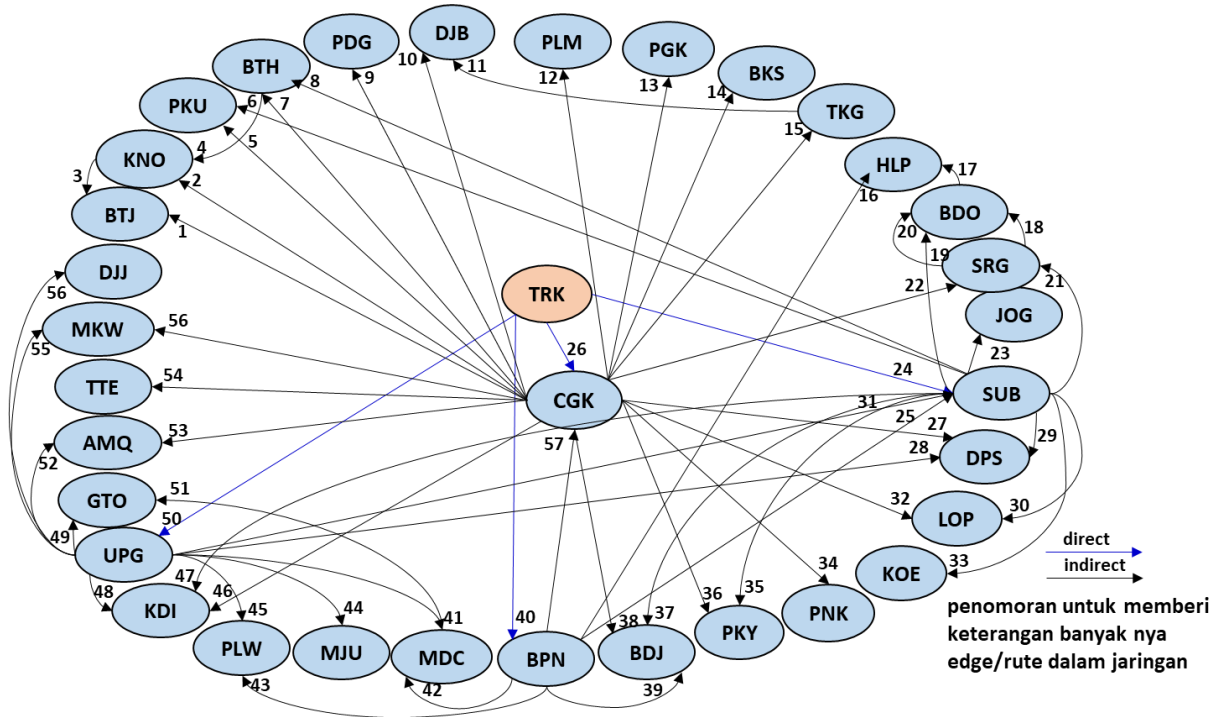 DJB
PDG
PLM
PGK
BTH
BKS
10
11
12
13
14
8
9
PKU
6
7
TKG
15
KNO
4
5
HLP
3
2
16
17
BTJ
1
BDO
20
18
19
SRG
21
DJJ
56
22
TRK
JOG
MKW
55
56
26
23
TTE
54
24
CGK
SUB
31
25
AMQ
53
52
57
27
29
28
DPS
GTO
51
50
32
30
LOP
49
UPG
direct
33
KOE
34
indirect
48
47
46
KDI
45
44
41
40
38
37
35
36
PNK
penomoran untuk memberi
keterangan banyak nya
edge/rute dalam jaringan
PKY
PLW
MJU
MDC
BPN
BDJ
43
42
39